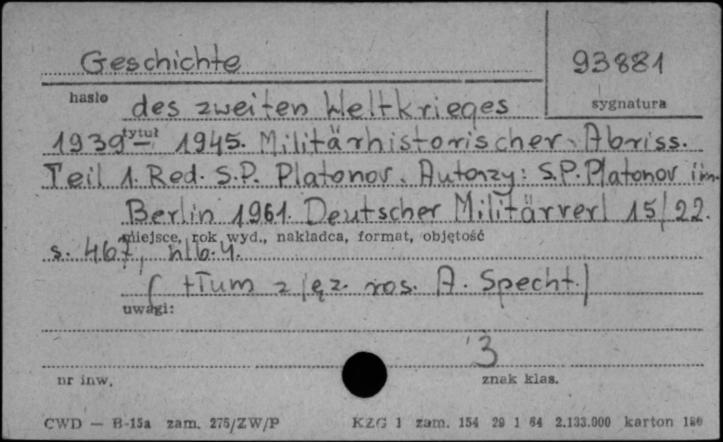 Geschichte 93881
hasło sygnatura
des zweiten Weltkrieges
tytuł
1939 – 1945. Militärhistorischer Abriss.
Teil 1. Red. S.P. Platonov. Autorzy: S.P. Platonov i in.
Berlin 1961. Deutscher Militärverl 15/22.
miejsce, rok wyd., nakładca, format, objętość
s. 467, nlb. 4.
( tłum z jęz. ros. A. Specht.)
uwagi:
3
nr inw. znak klas.
CWD — B-15a zam. 275/ZW/P KZG 1 zam. 154 29 1 64 2.133.000 karton 180